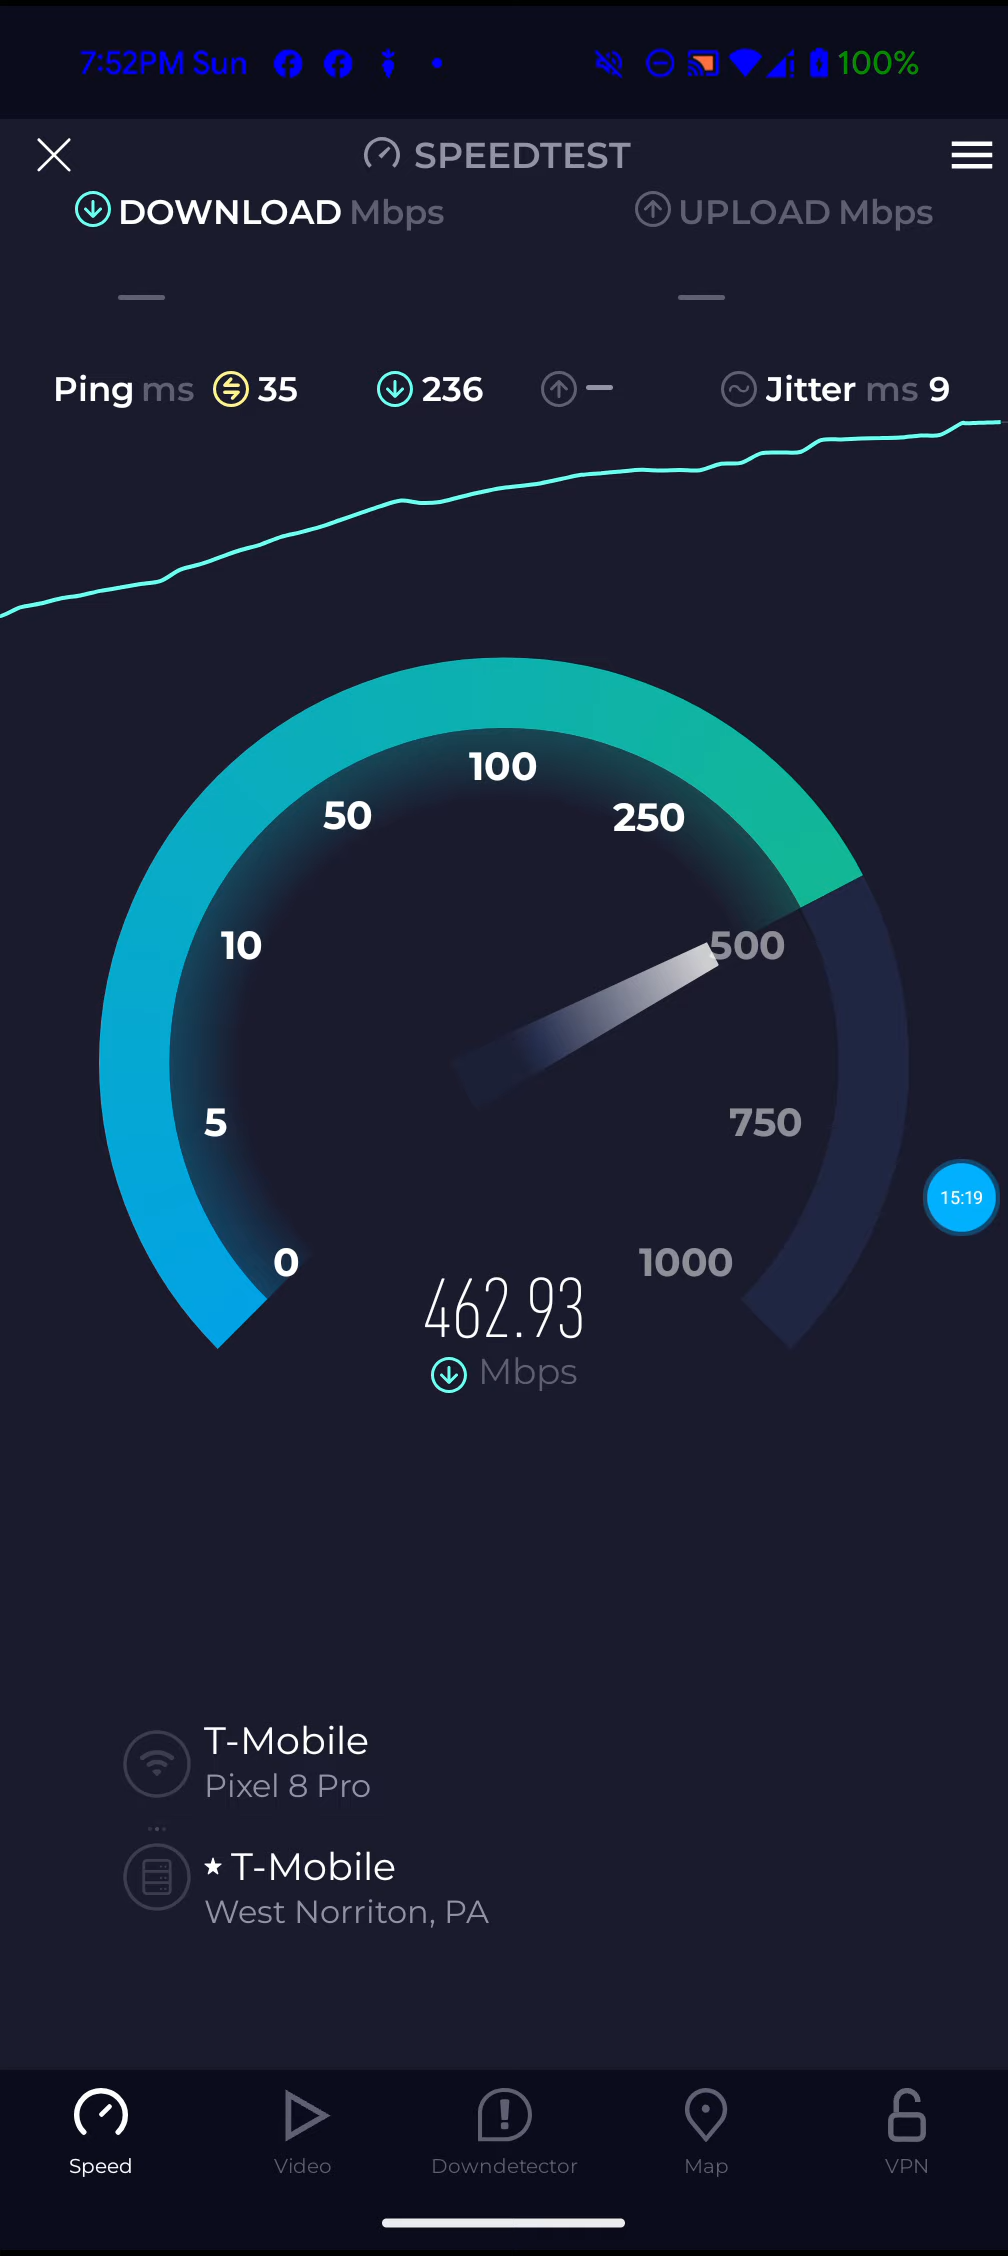 7:52PM Sun 100%
SPEEDTEST
DOWNLOAD Mbps UPLOAD Mbps
— —
Ping ms 35 236 — Jitter ms 9
100
50 250
10 500
5 750
15:19
0 1000
462.93
Mbps
T-Mobile
Pixel 8 Pro
★ T-Mobile
West Norriton, PA
Speed Video Downdetector Map VPN